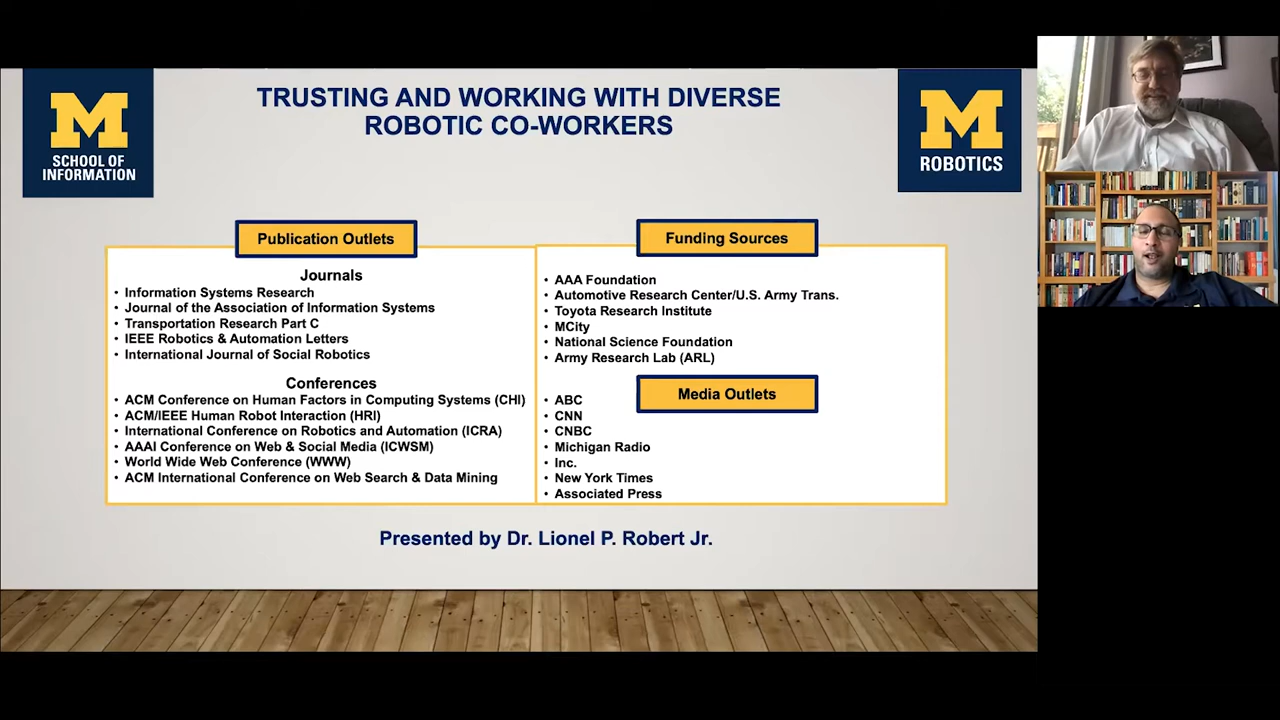 M
SCHOOL OF
INFORMATION
TRUSTING AND WORKING WITH DIVERSE
ROBOTIC CO-WORKERS
M
ROBOTICS
Publication Outlets
Journals
• Information Systems Research
• Journal of the Association of Information Systems
• Transportation Research Part C
• IEEE Robotics & Automation Letters
• International Journal of Social Robotics
Conferences
• ACM Conference on Human Factors in Computing Systems (CHI)
• ACM/IEEE Human Robot Interaction (HRI)
• International Conference on Robotics and Automation (ICRA)
• AAAI Conference on Web & Social Media (ICWSM)
• World Wide Web Conference (WWW)
• ACM International Conference on Web Search & Data Mining
Funding Sources
• AAA Foundation
• Automotive Research Center/U.S. Army Trans.
• Toyota Research Institute
• MCity
• National Science Foundation
• Army Research Lab (ARL)
Media Outlets
• ABC
• CNN
• CNBC
• Michigan Radio
• Inc.
• New York Times
• Associated Press
Presented by Dr. Lionel P. Robert Jr.